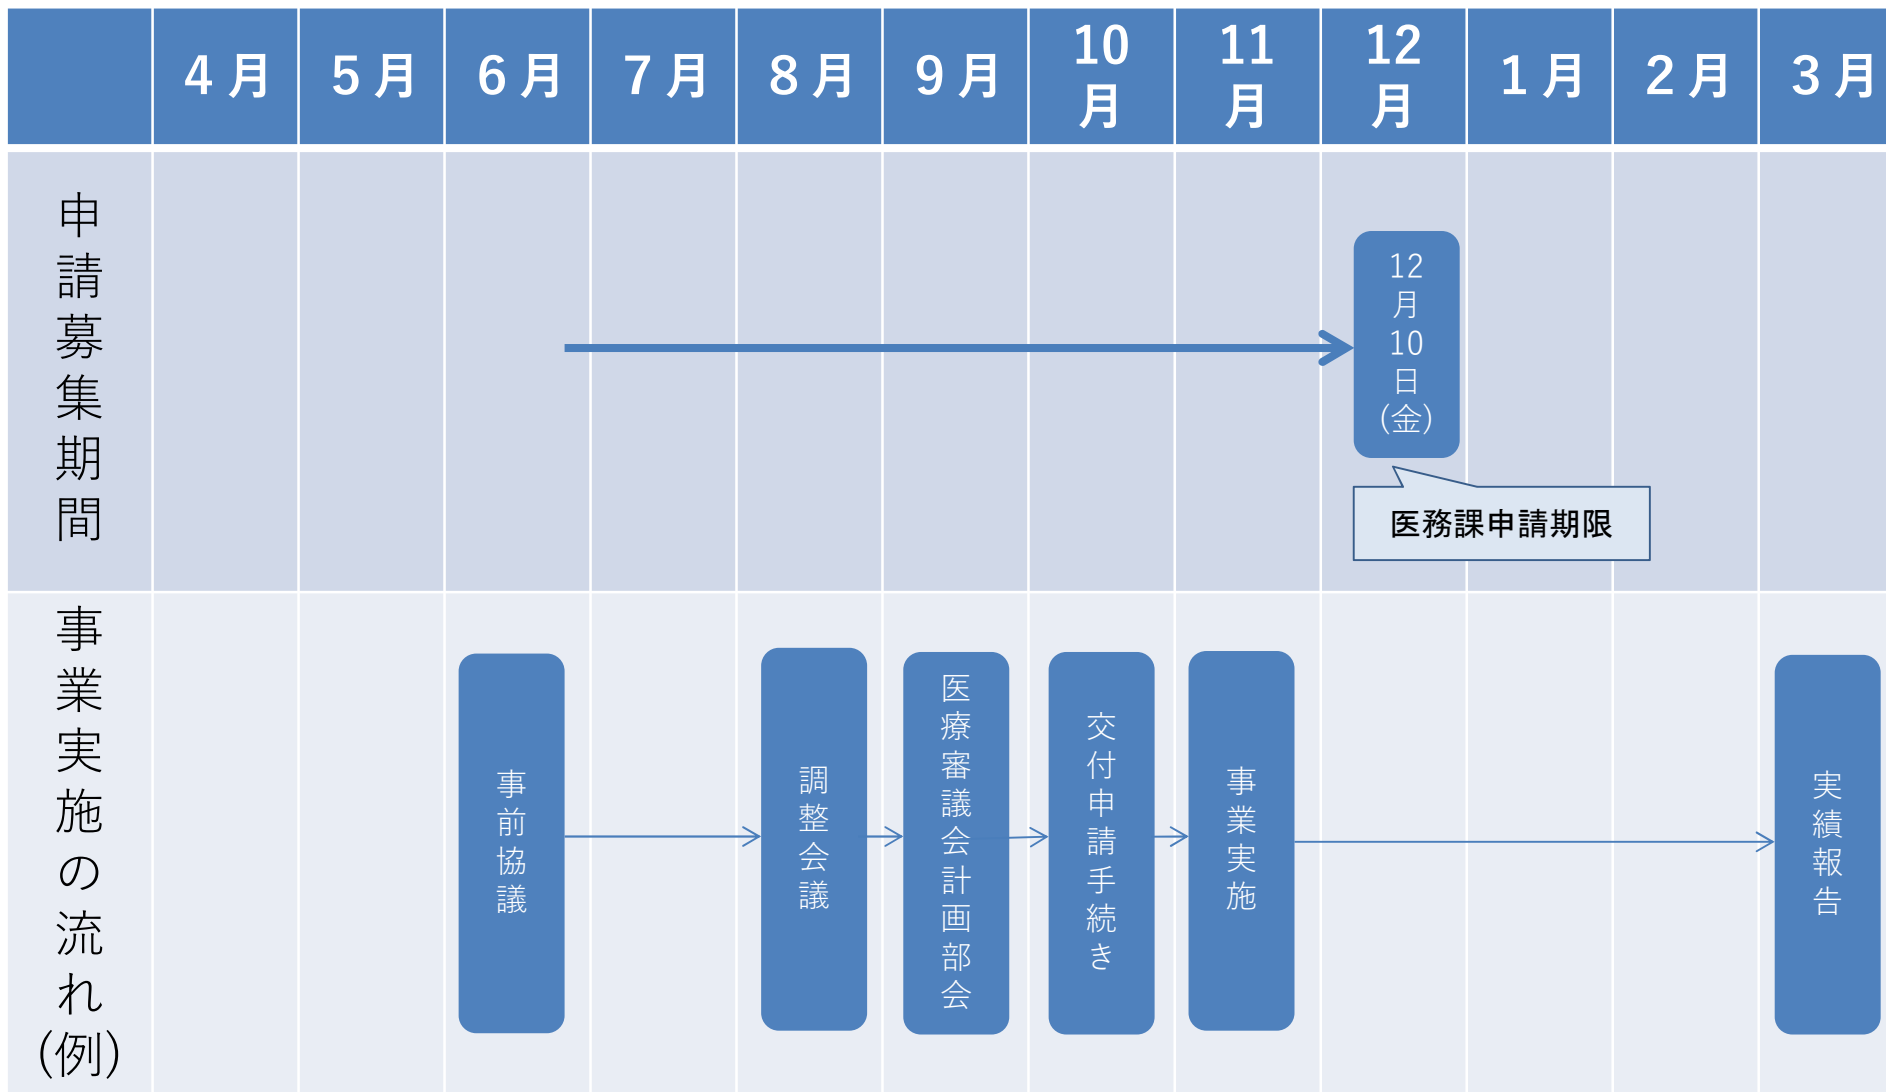 4月
5月
6月
7月
8月
9月
10月
11月
12月
1月
2月
3月
申請募集期間
12月10日(金)
医務課申請期限
事業実施の流れ(例)
事前協議
調整会議
医療審議会計画部会
交付申請手続き
事業実施
実績報告